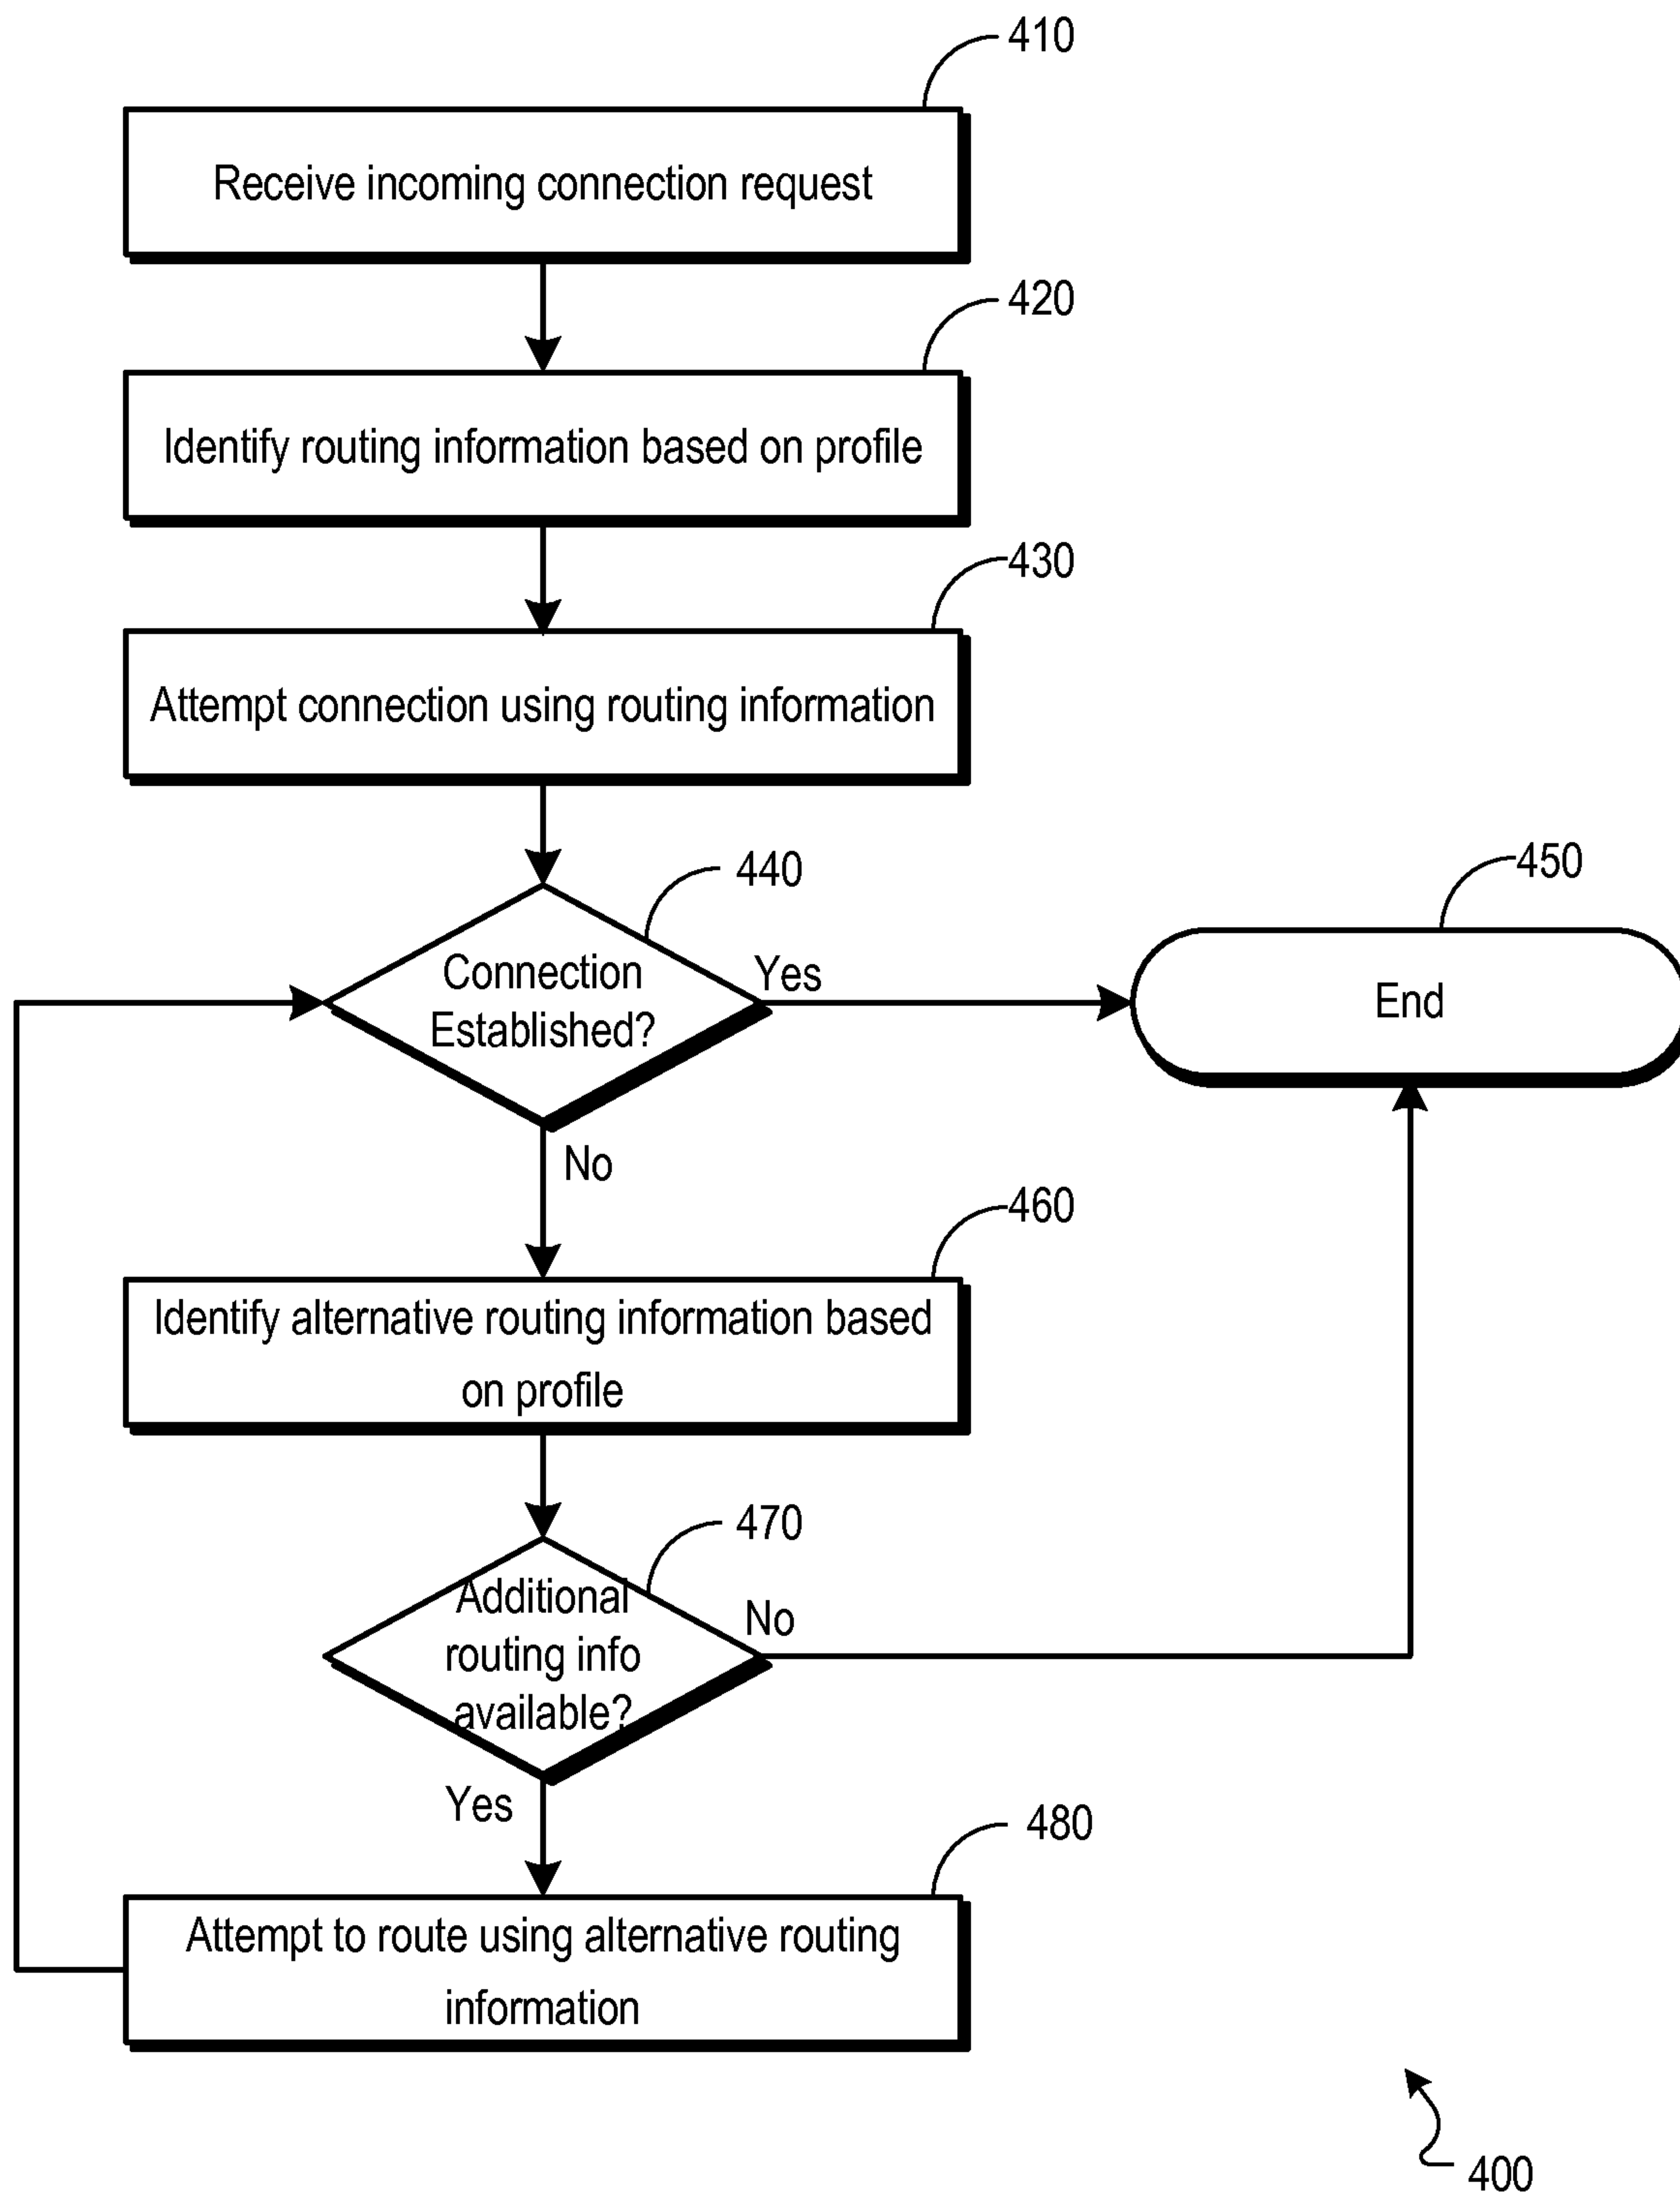 410
Receive incoming connection request
420
Identify routing information based on profile
430
Attempt connection using routing information
440
Connection
Established?
Yes
450
End
No
460
Identify alternative routing information based
on profile
470
Additional
routing info
available?
No
Yes
480
Attempt to route using alternative routing
information
400